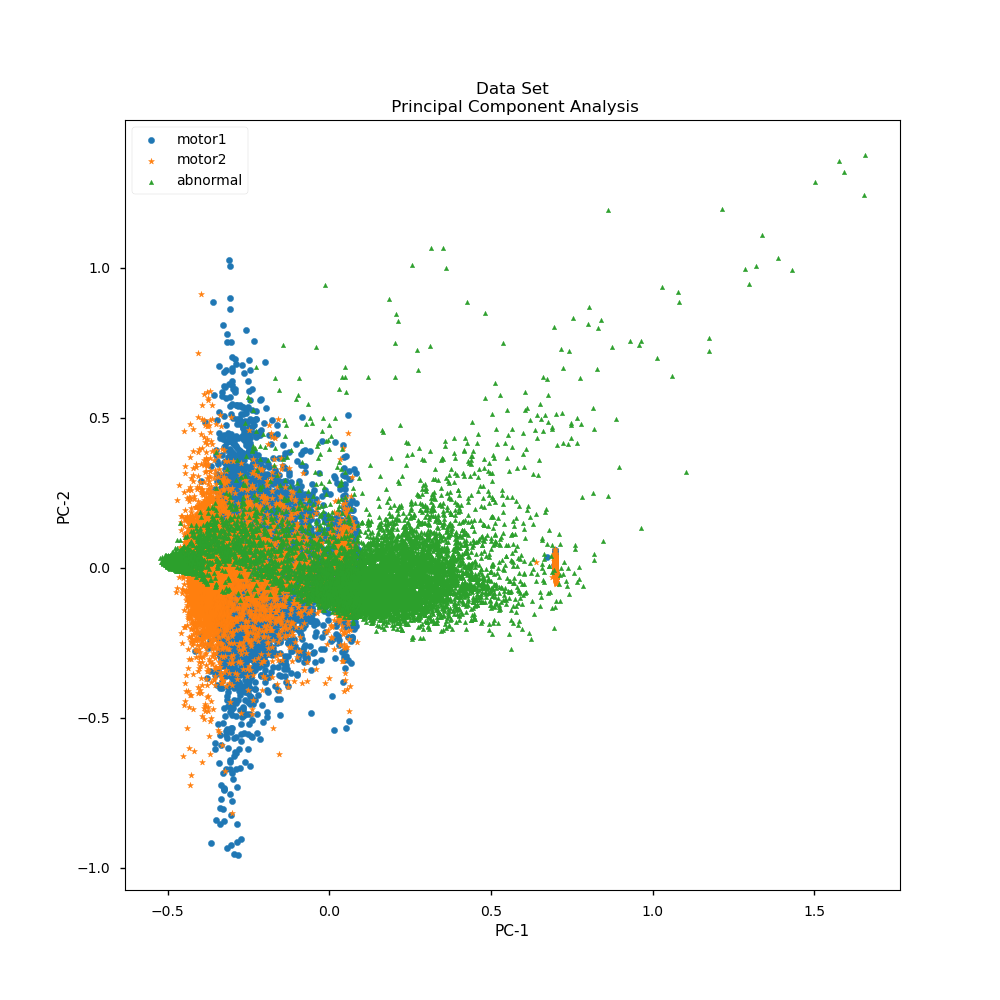 Data Set
Principal Component Analysis
motor1
motor2
abnormal
1.0
0.5
0.0
−0.5
−1.0
PC-2
−0.5
0.0
0.5
1.0
1.5
PC-1